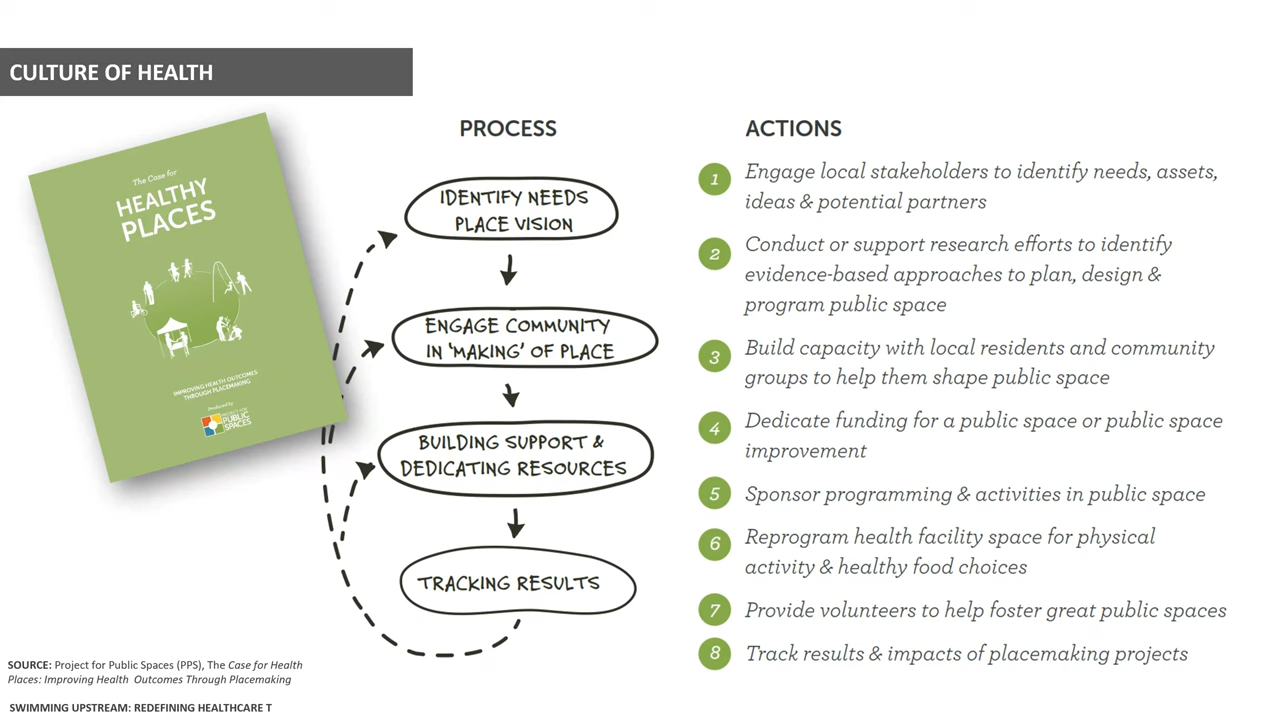 CULTURE OF HEALTH
The Case for
HEALTHY
PLACES
IMPROVING HEALTH OUTCOMES
THROUGH PLACEMAKING
Produced by
PROJECT FOR
PUBLIC
SPACES
PROCESS
IDENTIFY NEEDS
PLACE VISION
ENGAGE COMMUNITY
IN 'MAKING' OF PLACE
BUILDING SUPPORT &
DEDICATING RESOURCES
TRACKING RESULTS
ACTIONS
1 Engage local stakeholders to identify needs, assets,
ideas & potential partners
2 Conduct or support research efforts to identify
evidence-based approaches to plan, design &
program public space
3 Build capacity with local residents and community
groups to help them shape public space
4 Dedicate funding for a public space or public space
improvement
5 Sponsor programming & activities in public space
6 Reprogram health facility space for physical
activity & healthy food choices
7 Provide volunteers to help foster great public spaces
8 Track results & impacts of placemaking projects
SOURCE: Project for Public Spaces (PPS), The Case for Health
Places: Improving Health Outcomes Through Placemaking
SWIMMING UPSTREAM: REDEFINING HEALTHCARE T